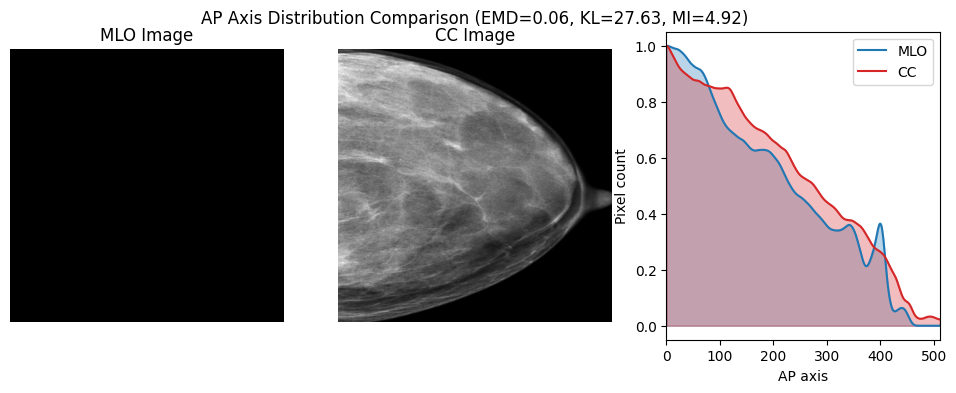 AP Axis Distribution Comparison (EMD=0.06, KL=27.63, MI=4.92)
MLO Image
CC Image
MLO
CC
Pixel count
1.0
0.8
0.6
0.4
0.2
0.0
0 100 200 300 400 500
AP axis